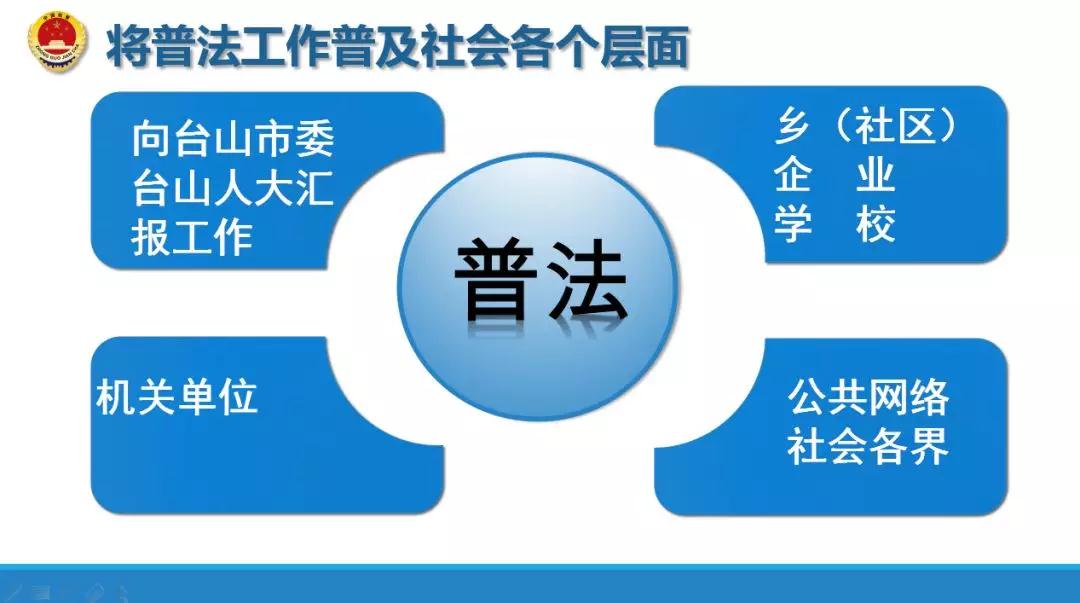 将普法工作普及社会各个层面
向台山市委
台山人大汇
报工作
乡（社区）
企 业
学 校
普法
机关单位
公共网络
社会各界